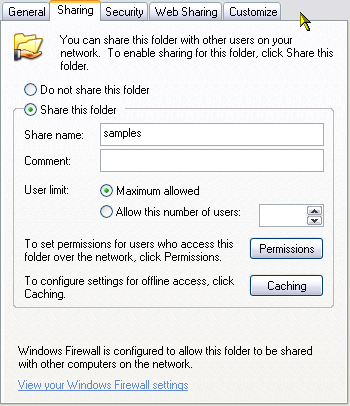 General Sharing Security Web Sharing Customize
You can share this folder with other users on your
network. To enable sharing for this folder, click Share this
folder.
Do not share this folder
Share this folder
Share name: samples
Comment:
User limit: Maximum allowed
Allow this number of users:
To set permissions for users who access this
folder over the network, click Permissions.
Permissions
To configure settings for offline access, click
Caching.
Caching
Windows Firewall is configured to allow this folder to be shared
with other computers on the network.
View your Windows Firewall settings